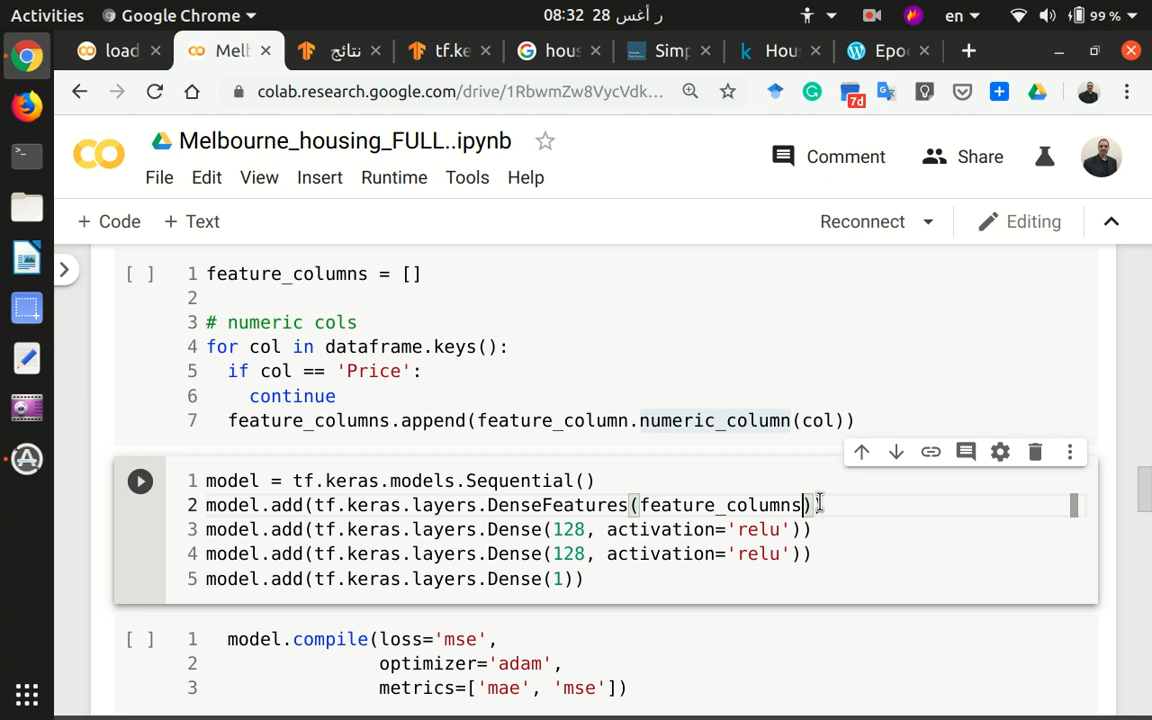 Activities Google Chrome ر أغس 28 08:32 en 99 %
load Melb نتائج tf.ke hous Simp k Hou Epoc
colab.research.google.com/drive/1RbwmZw8VycVdk... 7d
Melbourne_housing_FULL..ipynb
Comment Share
File Edit View Insert Runtime Tools Help
+ Code + Text Reconnect Editing
[ ] 1 feature_columns = []
2
3 # numeric cols
4 for col in dataframe.keys():
5 if col == 'Price':
6 continue
7 feature_columns.append(feature_column.numeric_column(col))
1 model = tf.keras.models.Sequential()
2 model.add(tf.keras.layers.DenseFeatures(feature_columns))
3 model.add(tf.keras.layers.Dense(128, activation='relu'))
4 model.add(tf.keras.layers.Dense(128, activation='relu'))
5 model.add(tf.keras.layers.Dense(1))
[ ] 1 model.compile(loss='mse',
2 optimizer='adam',
3 metrics=['mae', 'mse'])